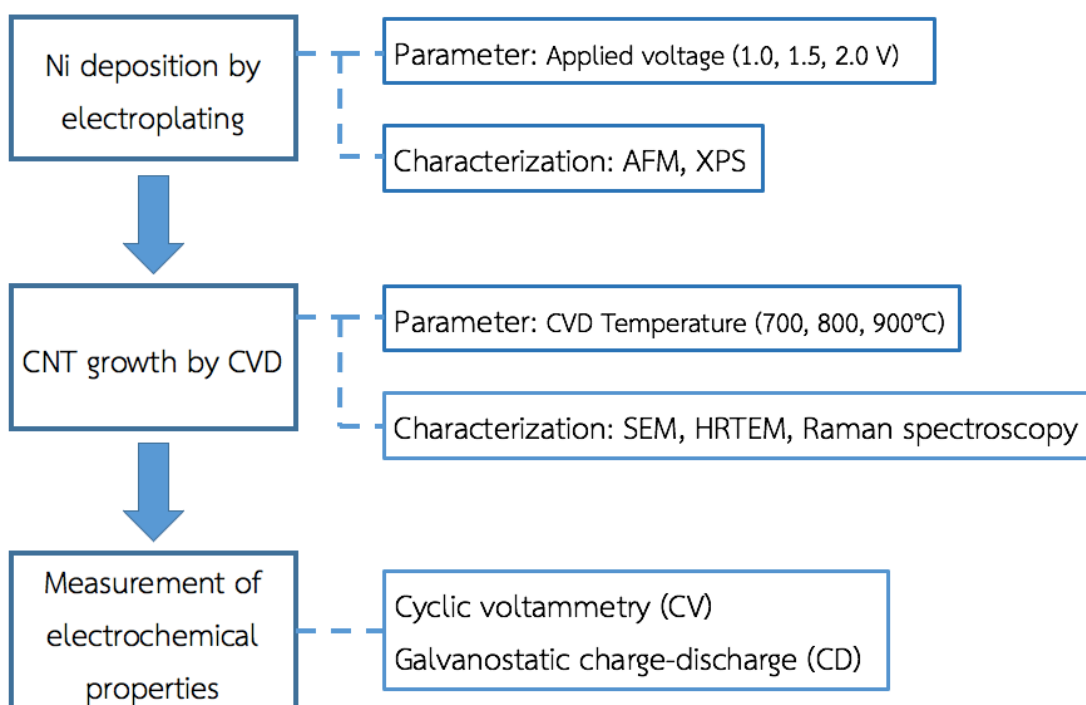 Ni deposition by
electroplating
Parameter: Applied voltage (1.0, 1.5, 2.0 V)
Characterization: AFM, XPS
CNT growth by CVD
Parameter: CVD Temperature (700, 800, 900°C)
Characterization: SEM, HRTEM, Raman spectroscopy
Measurement of
electrochemical
properties
Cyclic voltammetry (CV)
Galvanostatic charge-discharge (CD)